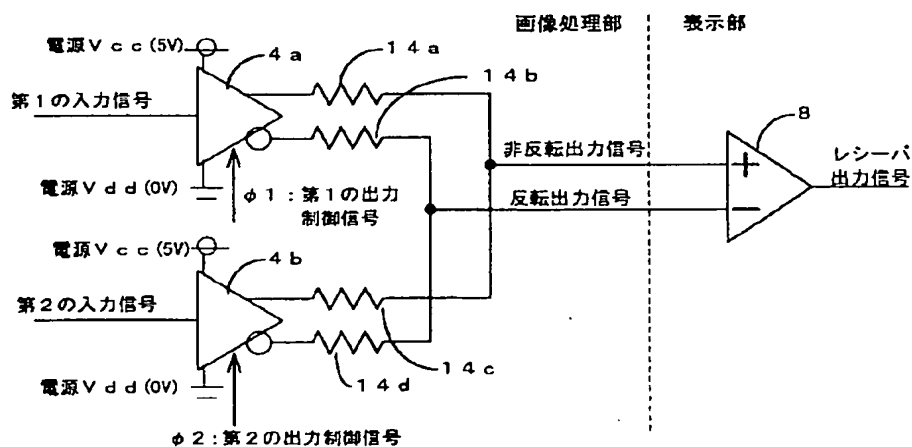 画像処理部
表示部
電源Vcc(5V)
4a
14a
14b
第1の入力信号
8
非反転出力信号
レシーバ
出力信号
電源Vdd(0V)
φ1:第1の出力
制御信号
反転出力信号
電源Vcc(5V)
4b
第2の入力信号
14c
14d
電源Vdd(0V)
φ2:第2の出力制御信号